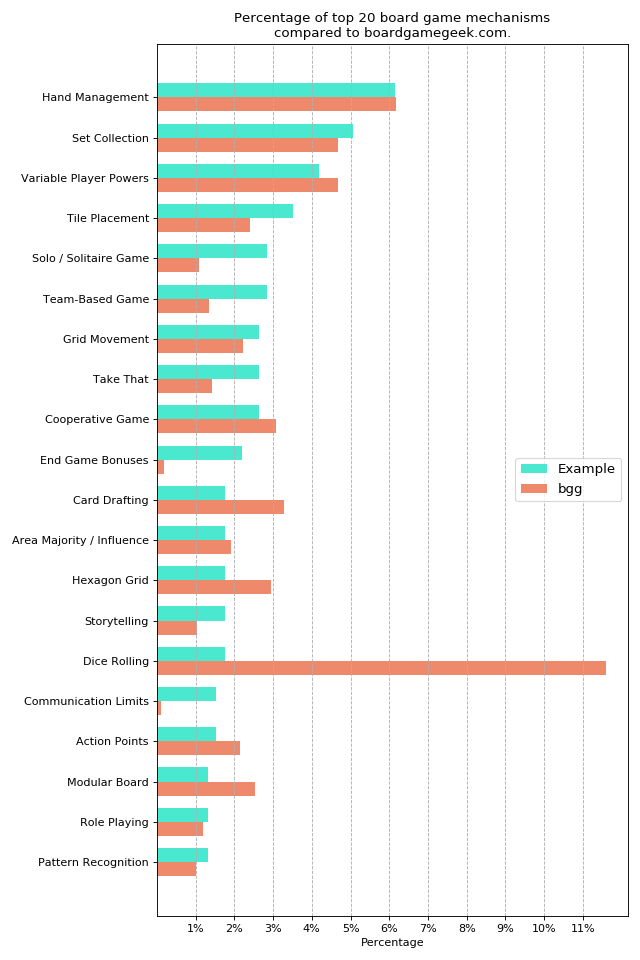 Percentage of top 20 board game mechanisms
compared to boardgamegeek.com.
Hand Management
Set Collection
Variable Player Powers
Tile Placement
Solo / Solitaire Game
Team-Based Game
Grid Movement
Take That
Cooperative Game
End Game Bonuses
Card Drafting
Area Majority / Influence
Hexagon Grid
Storytelling
Dice Rolling
Communication Limits
Action Points
Modular Board
Role Playing
Pattern Recognition
Example
bgg
1% 2% 3% 4% 5% 6% 7% 8% 9% 10% 11%
Percentage